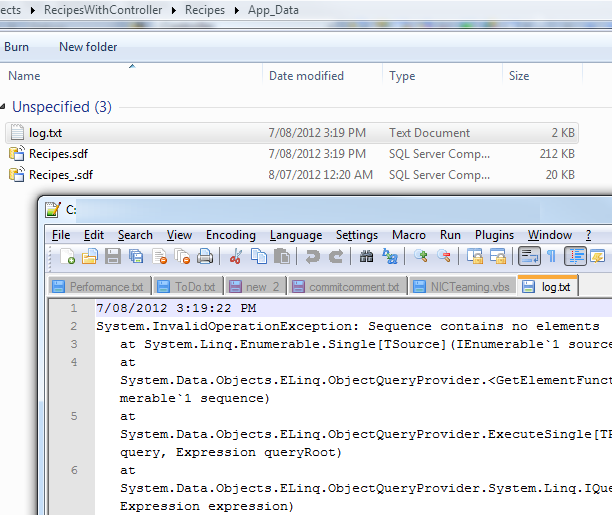 ects RecipesWithController Recipes App_Data
Burn New folder
Name Date modified Type Size
Unspecified (3)
log.txt 7/08/2012 3:19 PM Text Document 2 KB
Recipes.sdf 7/08/2012 3:19 PM SQL Server Comp... 212 KB
Recipes_.sdf 8/07/2012 12:20 AM SQL Server Comp... 20 KB
C:
File Edit Search View Encoding Language Settings Macro Run Plugins Window ?
Performance.txt ToDo.txt new 2 commitcomment.txt NICTeaming.vbs log.txt
1 7/08/2012 3:19:22 PM
2 System.InvalidOperationException: Sequence contains no elements
3 at System.Linq.Enumerable.Single[TSource](IEnumerable`1 source
4 at
System.Data.Objects.ELinq.ObjectQueryProvider.<GetElementFunct
merable`1 sequence)
5 at
System.Data.Objects.ELinq.ObjectQueryProvider.ExecuteSingle[TR
query, Expression queryRoot)
6 at
System.Data.Objects.ELinq.ObjectQueryProvider.System.Linq.IQue
Expression expression)